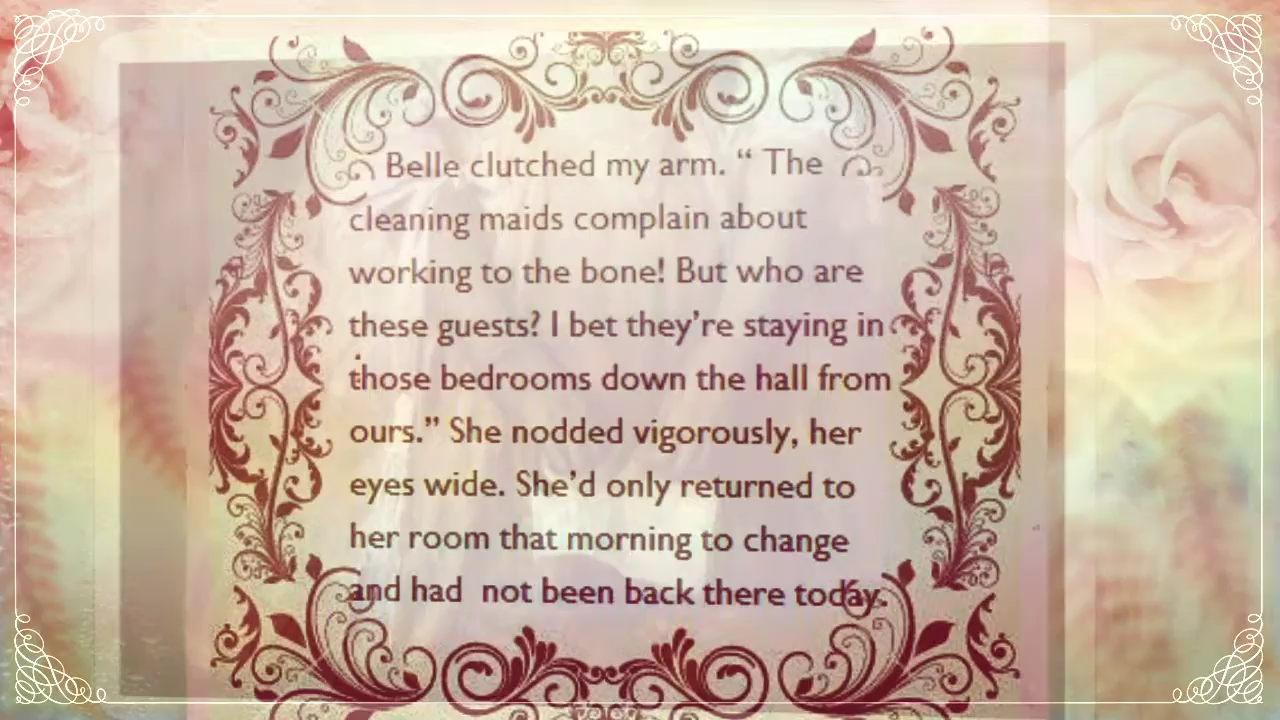 Belle clutched my arm. “ The
cleaning maids complain about
working to the bone! But who are
these guests? I bet they’re staying in
those bedrooms down the hall from
ours.” She nodded vigorously, her
eyes wide. She’d only returned to
her room that morning to change
and had  not been back there today.